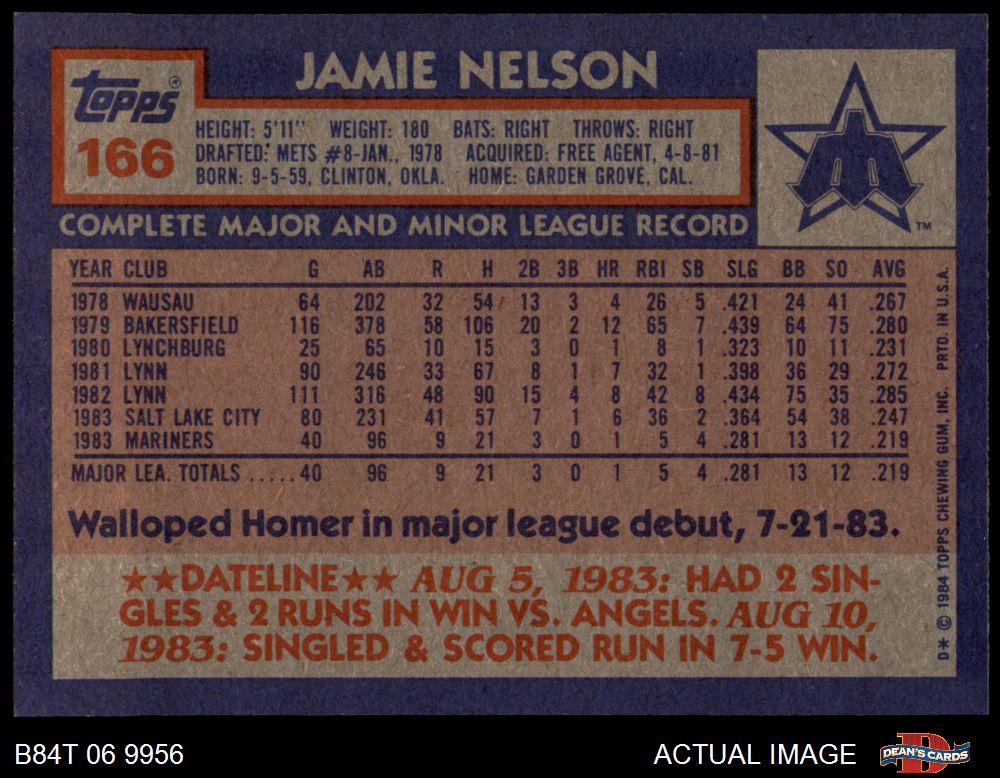 JAMIE NELSON
Topps®
166
HEIGHT: 5'11" WEIGHT: 180 BATS: RIGHT THROWS: RIGHT
DRAFTED: METS #8-JAN., 1978 ACQUIRED: FREE AGENT, 4-8-81
BORN: 9-5-59, CLINTON, OKLA. HOME: GARDEN GROVE, CAL.
TM
COMPLETE MAJOR AND MINOR LEAGUE RECORD
YEAR CLUB G AB R H 2B 3B HR RBI SB SLG BB SO AVG
1978 WAUSAU 64 202 32 54 13 3 4 26 5 .421 24 41 .267
1979 BAKERSFIELD 116 378 58 106 20 2 12 65 7 .439 64 75 .280
1980 LYNCHBURG 25 65 10 15 3 0 1 8 1 .323 10 11 .231
1981 LYNN 90 246 33 67 8 1 7 32 1 .398 36 29 .272
1982 LYNN 111 316 48 90 15 4 8 42 8 .434 75 35 .285
1983 SALT LAKE CITY 80 231 41 57 7 1 6 36 2 .364 54 38 .247
1983 MARINERS 40 96 9 21 3 0 1 5 4 .281 13 12 .219
MAJOR LEA. TOTALS .....40 96 9 21 3 0 1 5 4 .281 13 12 .219
Walloped Homer in major league debut, 7-21-83.
★★DATELINE★★ AUG 5, 1983: HAD 2 SIN-
GLES & 2 RUNS IN WIN VS. ANGELS. AUG 10,
1983: SINGLED & SCORED RUN IN 7-5 WIN.
D* © 1984 TOPPS CHEWING GUM, INC. PRTD. IN U.S.A.
B84T 06 9956
ACTUAL IMAGE
DEAN'S CARDS